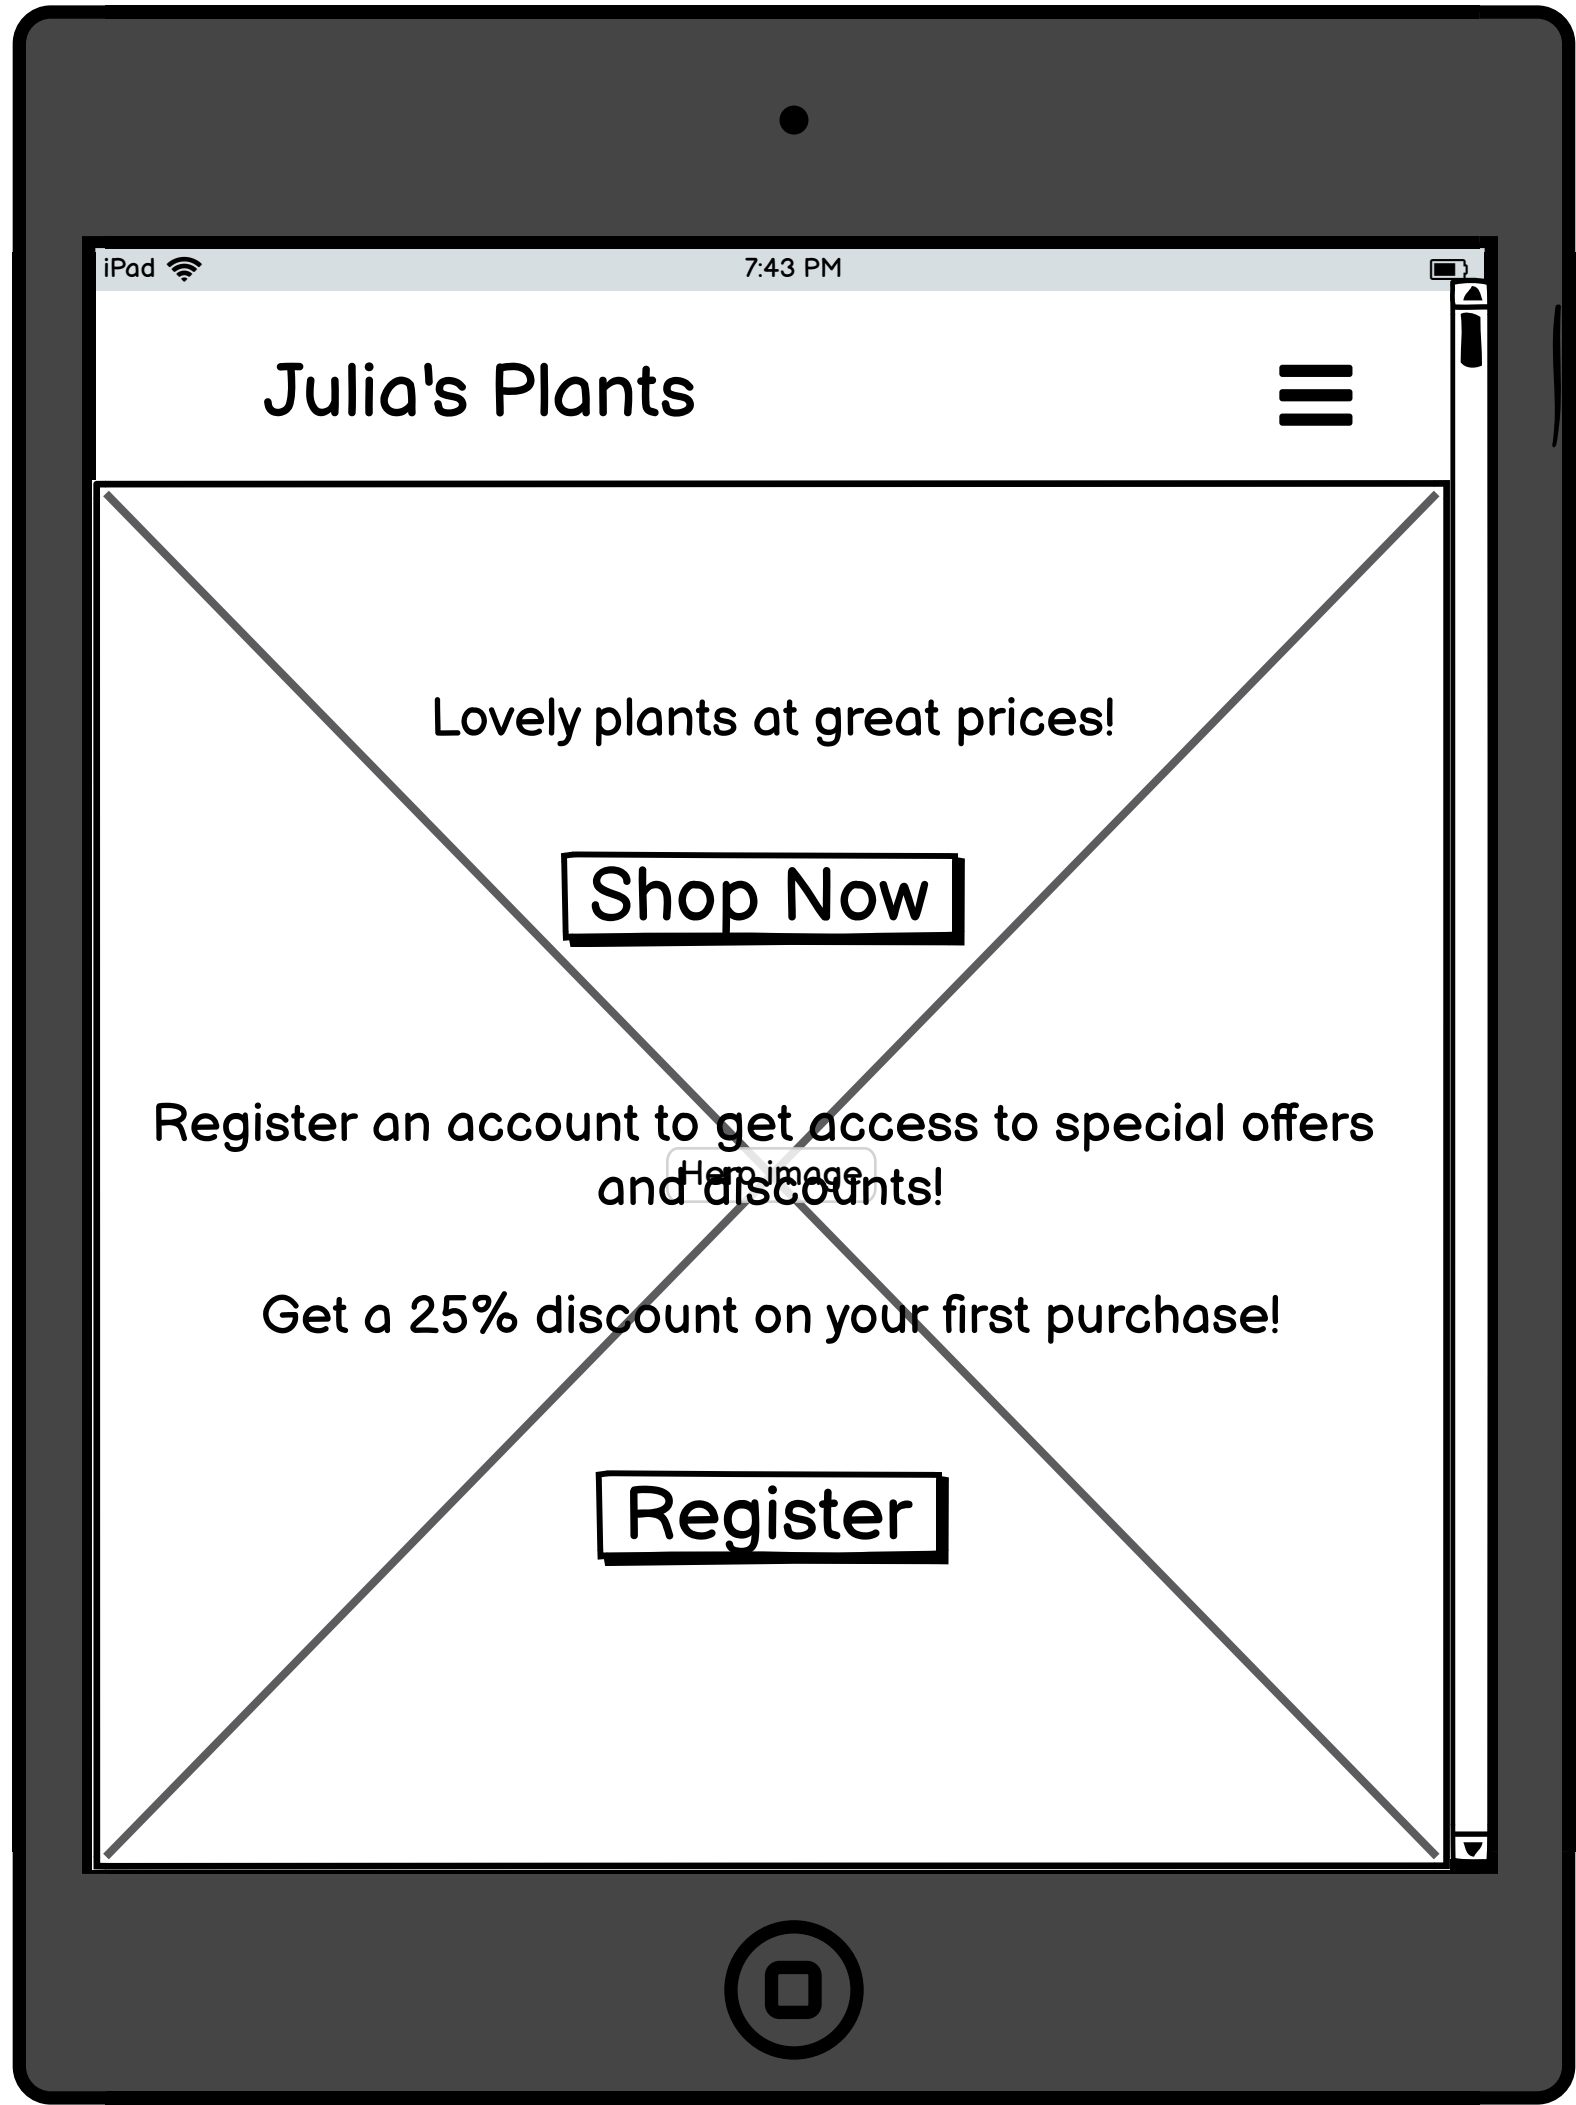 iPad
7:43 PM
Julia's Plants
Lovely plants at great prices!
Shop Now
Register an account to get access to special offers
Hero image
and discounts!
Get a 25% discount on your first purchase!
Register